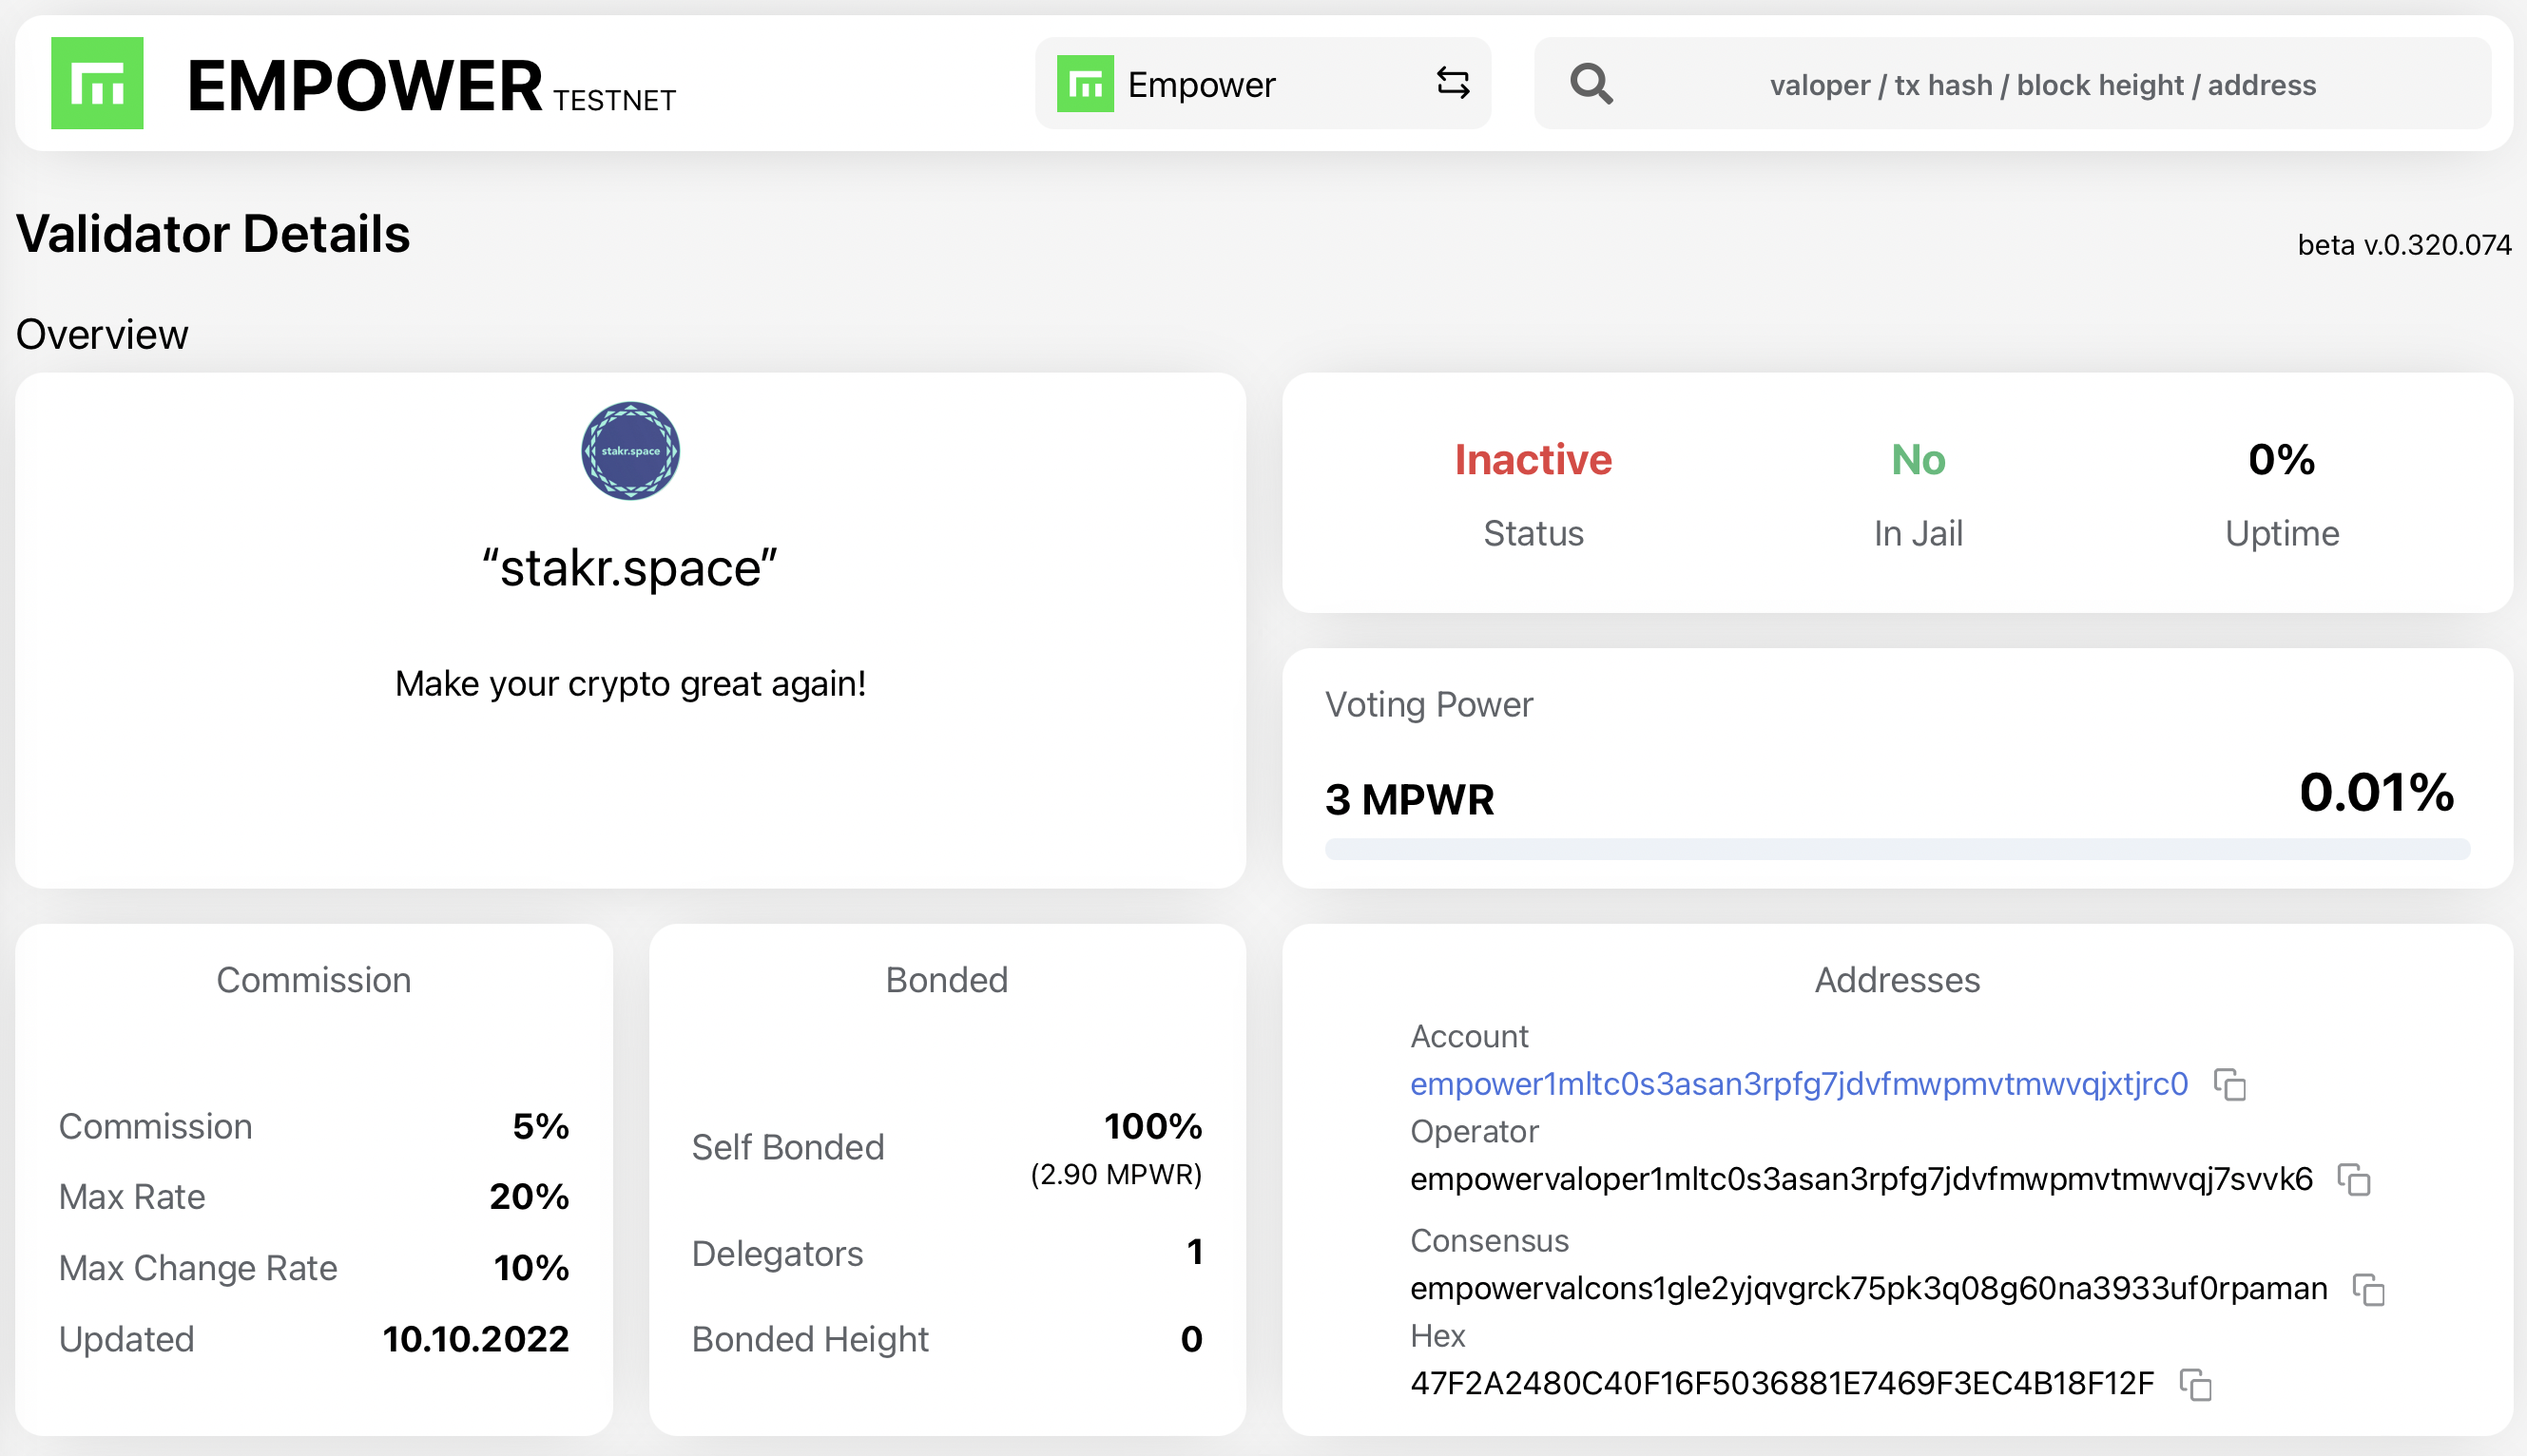 EMPOWER TESTNET
Empower
valoper / tx hash / block height / address
Validator Details
beta v.0.320.074
Overview
stakr.space
“stakr.space”
Make your crypto great again!
Inactive
Status
No
In Jail
0%
Uptime
Voting Power
3 MPWR
0.01%
Commission
Commission 5%
Max Rate 20%
Max Change Rate 10%
Updated 10.10.2022
Bonded
Self Bonded 100%
(2.90 MPWR)
Delegators 1
Bonded Height 0
Addresses
Account
empower1mltc0s3asan3rpfg7jdvfmwpmvtmwvqjxtjrc0
Operator
empowervaloper1mltc0s3asan3rpfg7jdvfmwpmvtmwvqj7svvk6
Consensus
empowervalcons1gle2yjqvgrck75pk3q08g60na3933uf0rpaman
Hex
47F2A2480C40F16F5036881E7469F3EC4B18F12F